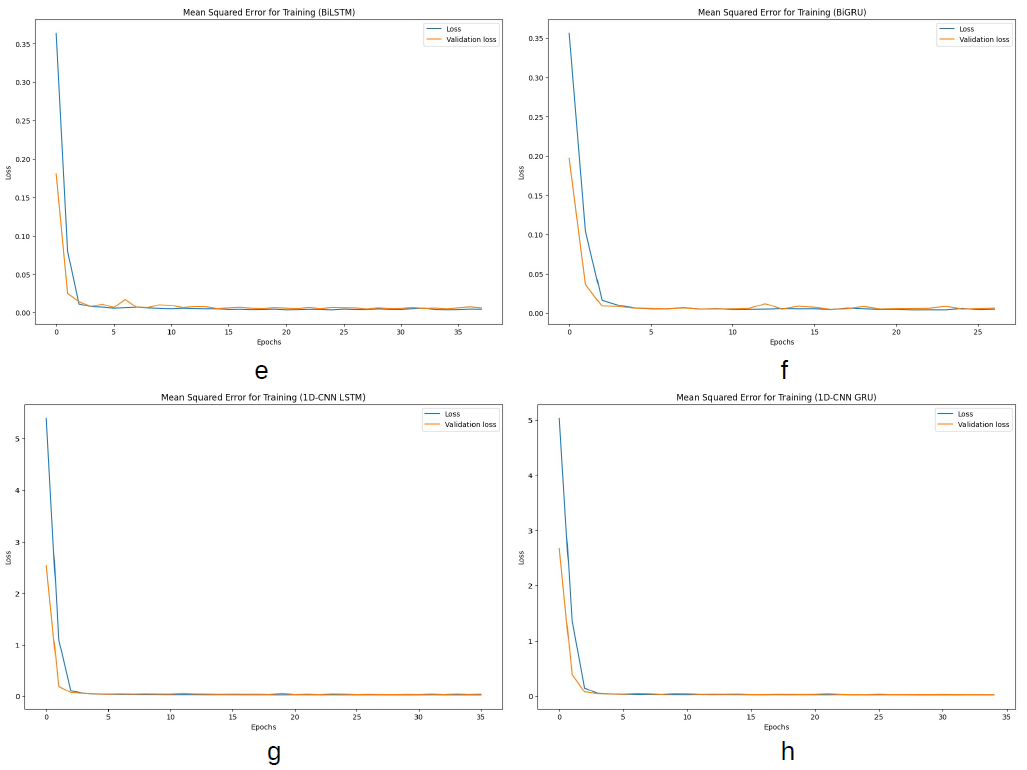 Mean Squared Error for Training (BiLSTM)
Loss
Validation loss
0.35
0.30
0.25
0.20
0.15
0.10
0.05
0.00
Loss
0 5 10 15 20 25 30 35
Epochs
e
Mean Squared Error for Training (BiGRU)
Loss
Validation loss
0.35
0.30
0.25
0.20
0.15
0.10
0.05
0.00
Loss
0 5 10 15 20 25
Epochs
f
Mean Squared Error for Training (1D-CNN LSTM)
Loss
Validation loss
5
4
3
2
1
0
Loss
0 5 10 15 20 25 30 35
Epochs
g
Mean Squared Error for Training (1D-CNN GRU)
Loss
Validation loss
5
4
3
2
1
0
Loss
0 5 10 15 20 25 30 35
Epochs
h